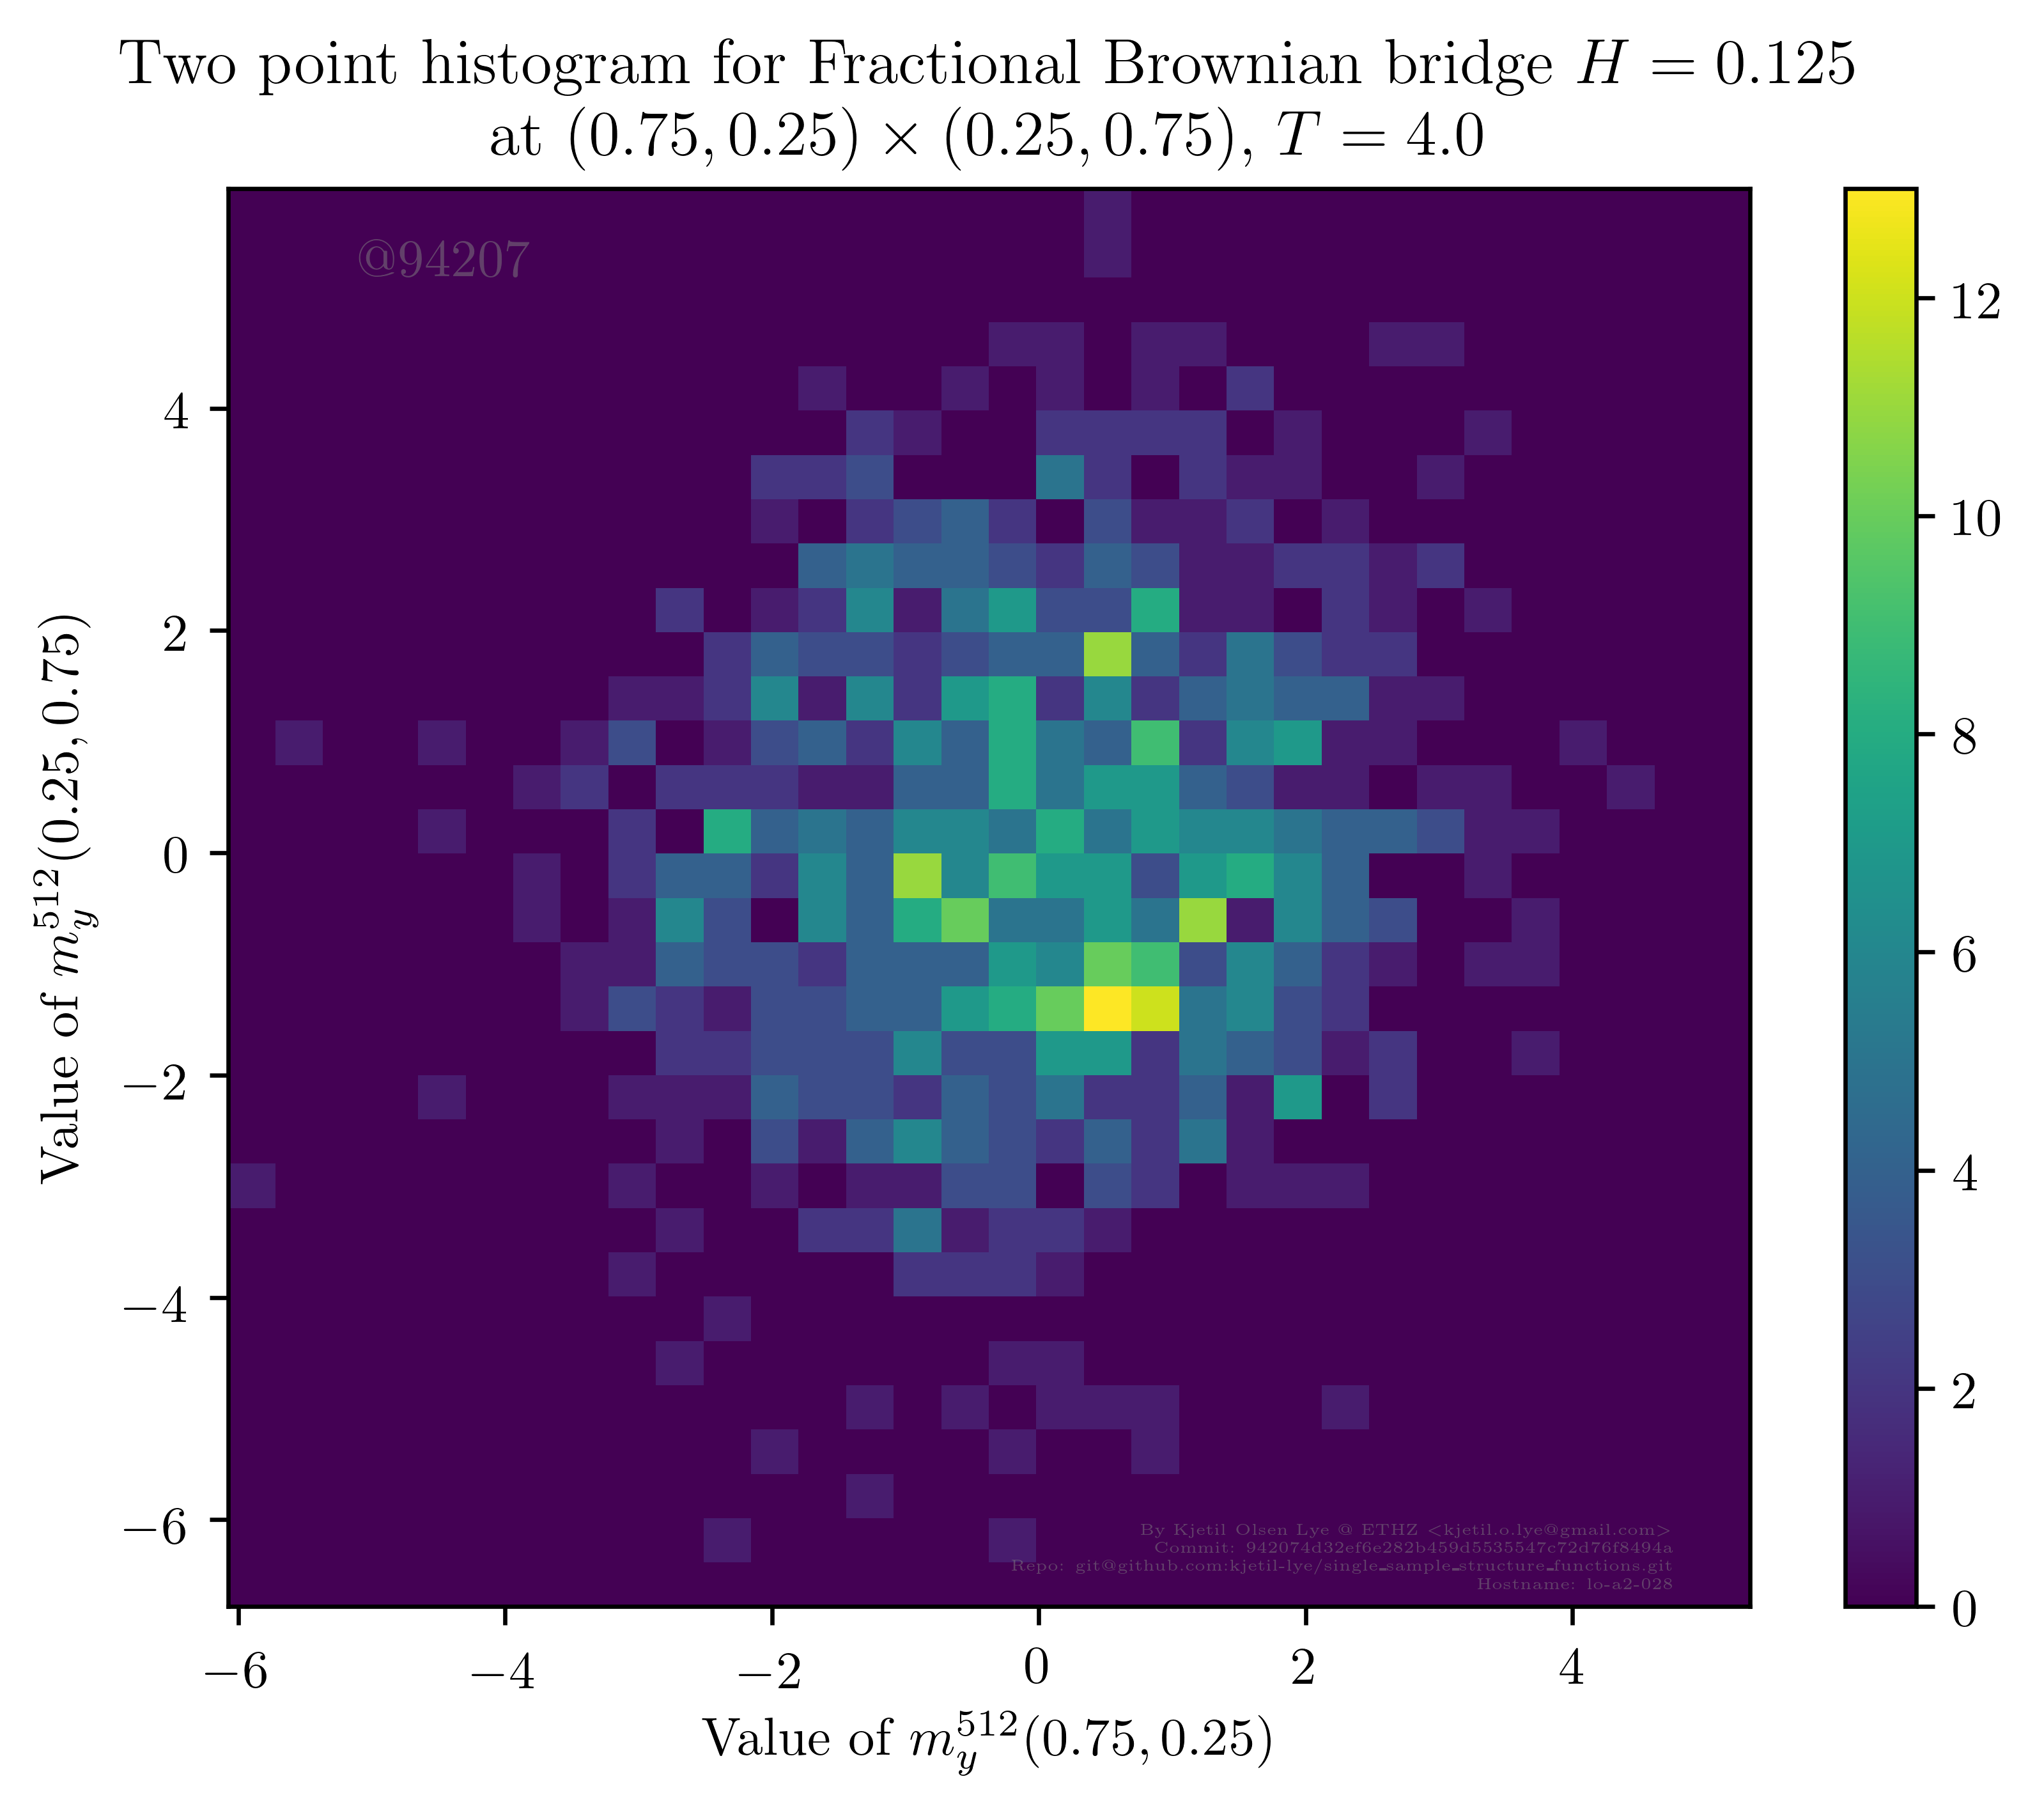 Two point histogram for Fractional Brownian bridge H = 0.125
at (0.75, 0.25) × (0.25, 0.75), T = 4.0
@94207
12
10
8
6
4
2
0
4
2
0
−2
−4
−6
Value of m_y^{512}(0.25, 0.75)
By Kjetil Olsen Lye @ ETHZ <kjetil.o.lye@gmail.com>
Commit: 942074d32ef6e282b459d5535547c72d76f8494a
Repo: git@github.com:kjetil-lye/single_sample_structure_functions.git
Hostname: lo-a2-028
−6
−4
−2
0
2
4
Value of m_y^{512}(0.75, 0.25)